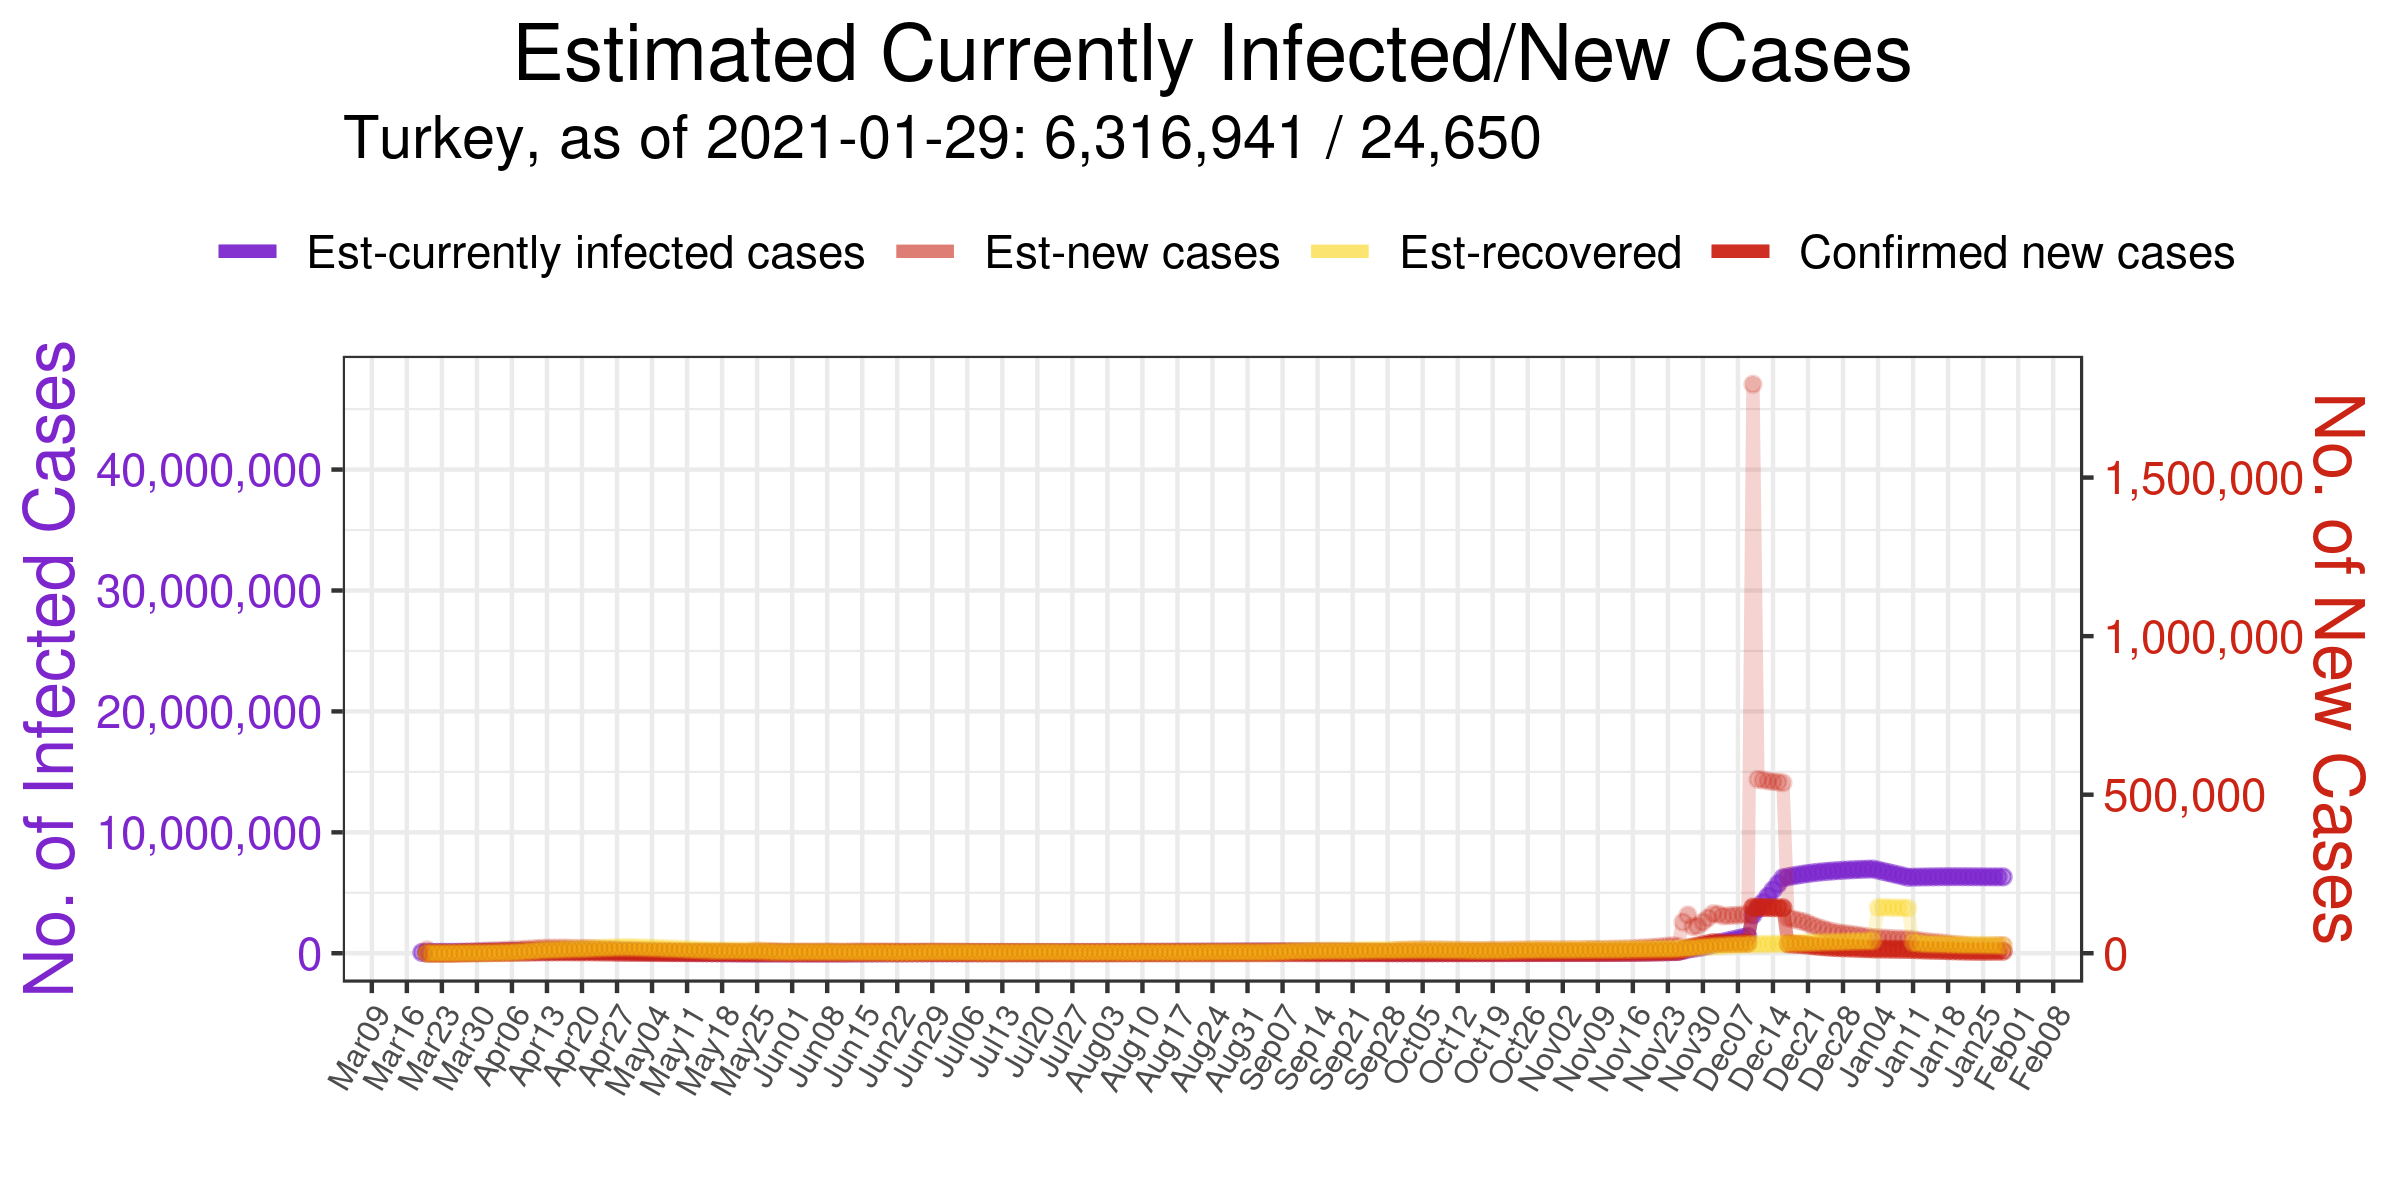 Estimated Currently Infected/New Cases
Turkey, as of 2021-01-29: 6,316,941 / 24,650
Est-currently infected cases Est-new cases Est-recovered Confirmed new cases
No. of Infected Cases
40,000,000
30,000,000
20,000,000
10,000,000
0
1,500,000
1,000,000
500,000
0
No. of New Cases
Mar09 Mar16 Mar23 Mar30 Apr06 Apr13 Apr20 Apr27 May04 May11 May18 May25 Jun01 Jun08 Jun15 Jun22 Jun29 Jul06 Jul13 Jul20 Jul27 Aug03 Aug10 Aug17 Aug24 Aug31 Sep07 Sep14 Sep21 Sep28 Oct05 Oct12 Oct19 Oct26 Nov02 Nov09 Nov16 Nov23 Nov30 Dec07 Dec14 Dec21 Dec28 Jan04 Jan11 Jan18 Jan25 Feb01 Feb08